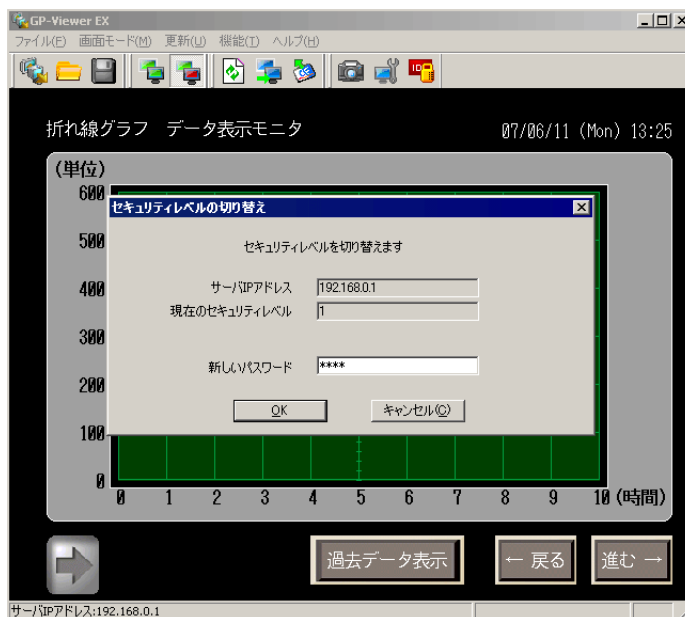 GP-Viewer EX
ファイル(F) 画面モード(M) 更新(U) 機能(T) ヘルプ(H)
折れ線グラフ データ表示モニタ 07/06/11 (Mon) 13:25
(単位)
600
セキュリティレベルの切り替え
500
セキュリティレベルを切り替えます
400
サーバIPアドレス 192.168.0.1
現在のセキュリティレベル 1
300
新しいパスワード ****
200
OK キャンセル(C)
100
0
0 1 2 3 4 5 6 7 8 9 10 (時間)
過去データ表示 ← 戻る 進む →
サーバIPアドレス:192.168.0.1